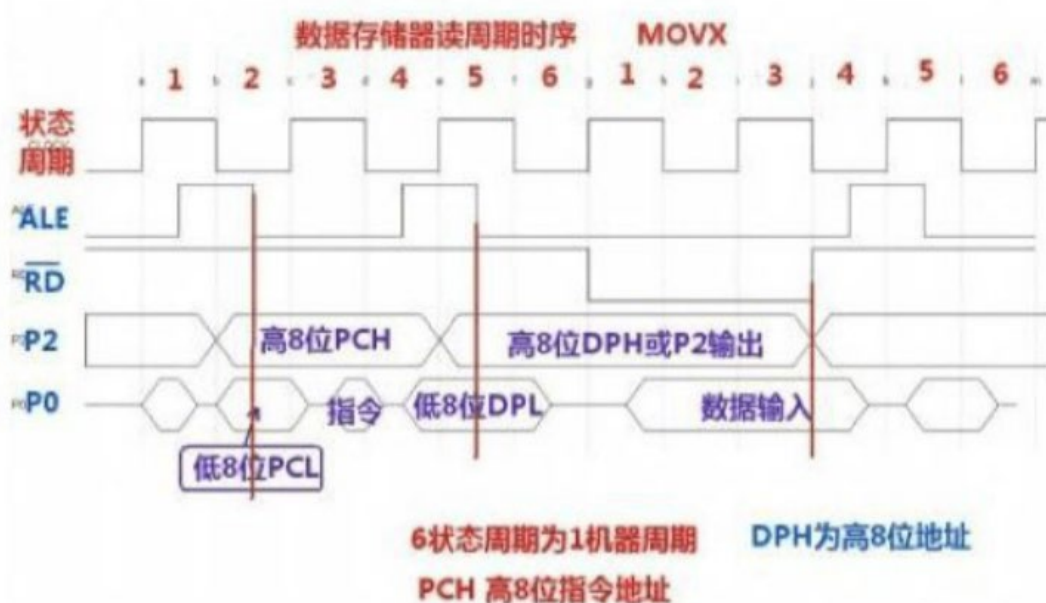 数据存储器读周期时序 MOVX
1 2 3 4 5 6 1 2 3 4 5 6
状态
周期
ALE
RD
P2 高8位PCH 高8位DPH或P2输出
P0 指令 低8位DPL 数据输入
低8位PCL
6状态周期为1机器周期 DPH为高8位地址
PCH 高8位指令地址